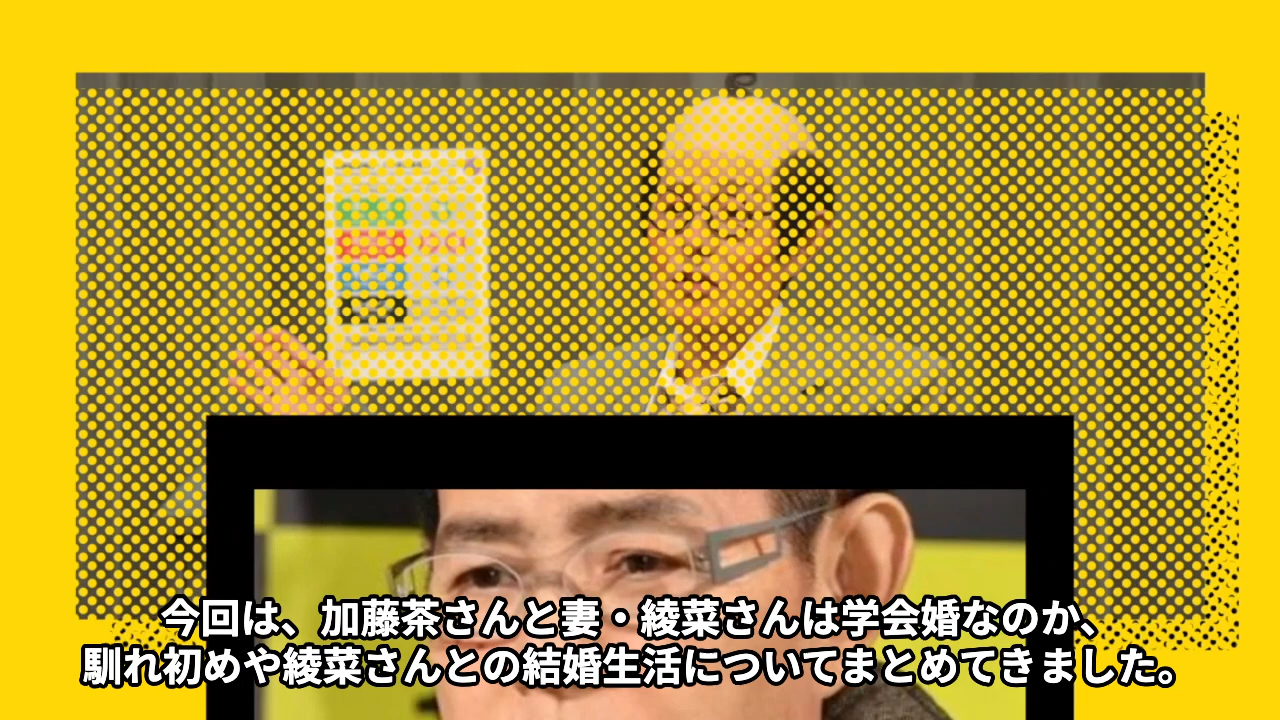 今回は、加藤茶さんと妻・綾菜さんは学会婚なのか、
馴れ初めや綾菜さんとの結婚生活についてまとめてきました。